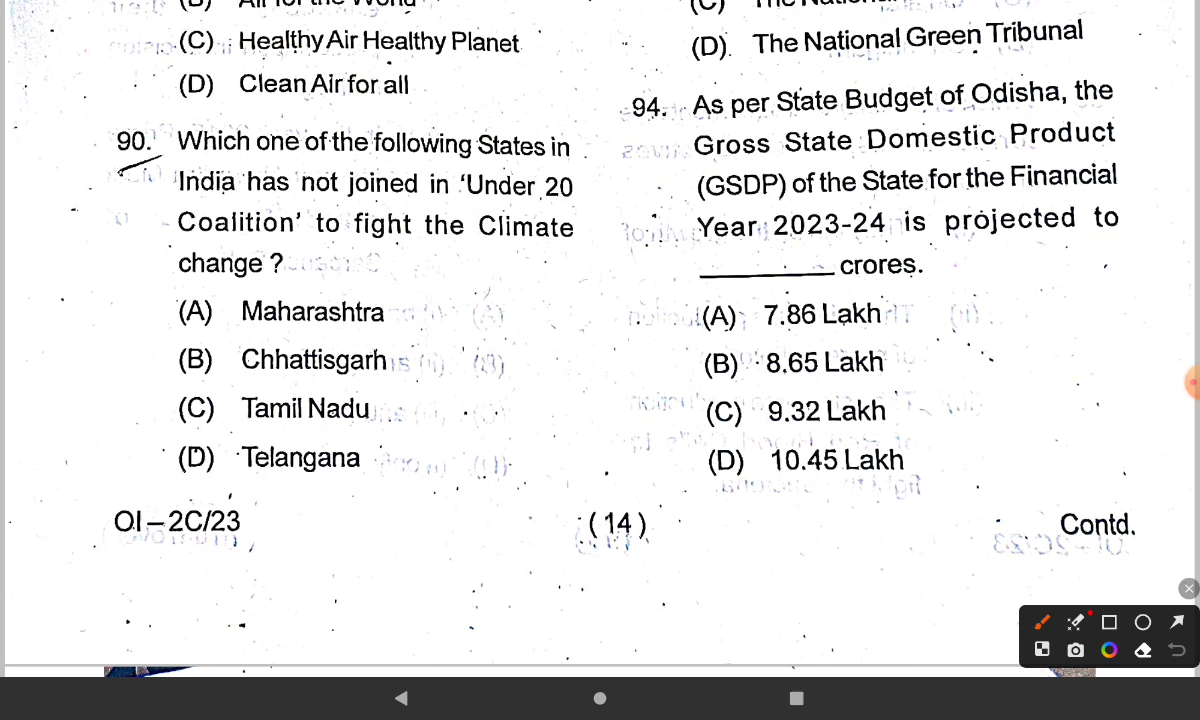 (C) Healthy Air Healthy Planet
(D) Clean Air for all
90. Which one of the following States in
India has not joined in ‘Under 20
Coalition’ to fight the Climate
change ?
(A) Maharashtra
(B) Chhattisgarh
(C) Tamil Nadu
(D) Telangana
OI – 2C/23
(D) The National Green Tribunal
94. As per State Budget of Odisha, the
Gross State Domestic Product
(GSDP) of the State for the Financial
Year 2023-24 is projected to
__________ crores.
(A) 7.86 Lakh
(B) 8.65 Lakh
(C) 9.32 Lakh
(D) 10.45 Lakh
( 14 )
Contd.